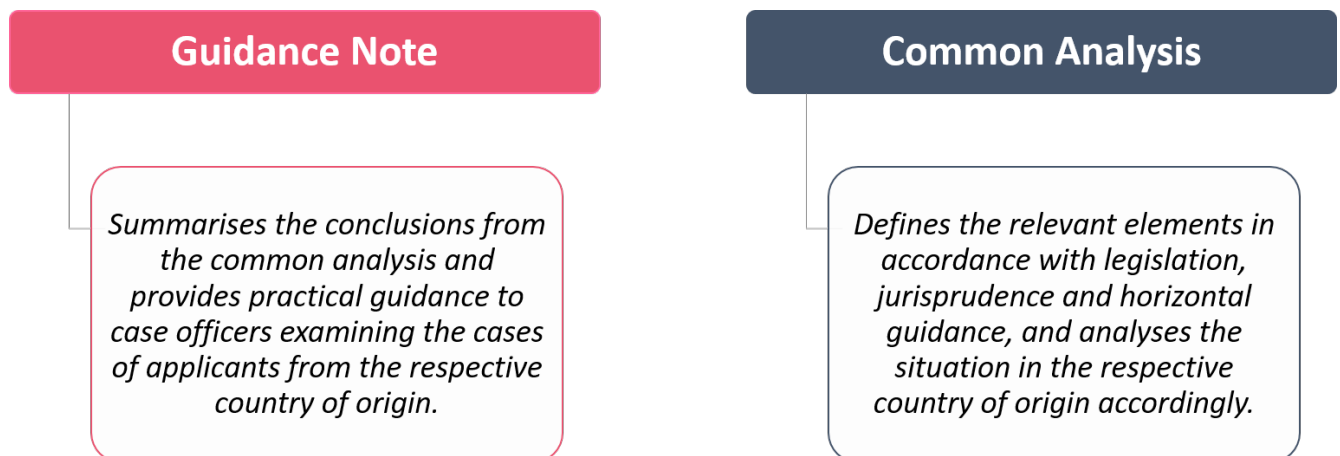 Guidance Note
Summarises the conclusions from
the common analysis and
provides practical guidance to
case officers examining the cases
of applicants from the respective
country of origin.
Common Analysis
Defines the relevant elements in
accordance with legislation,
jurisprudence and horizontal
guidance, and analyses the
situation in the respective
country of origin accordingly.